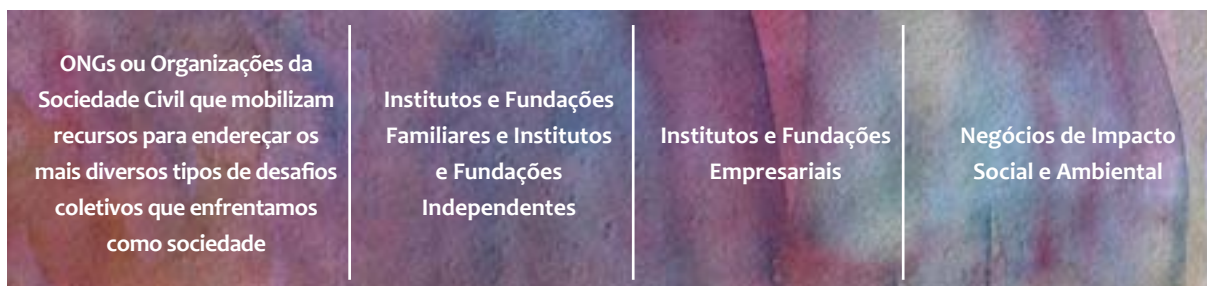 ONGs ou Organizações da
Sociedade Civil que mobilizam
recursos para endereçar os
mais diversos tipos de desafios
coletivos que enfrentamos
como sociedade
Institutos e Fundações
Familiares e Institutos
e Fundações
Independentes
Institutos e Fundações
Empresariais
Negócios de Impacto
Social e Ambiental